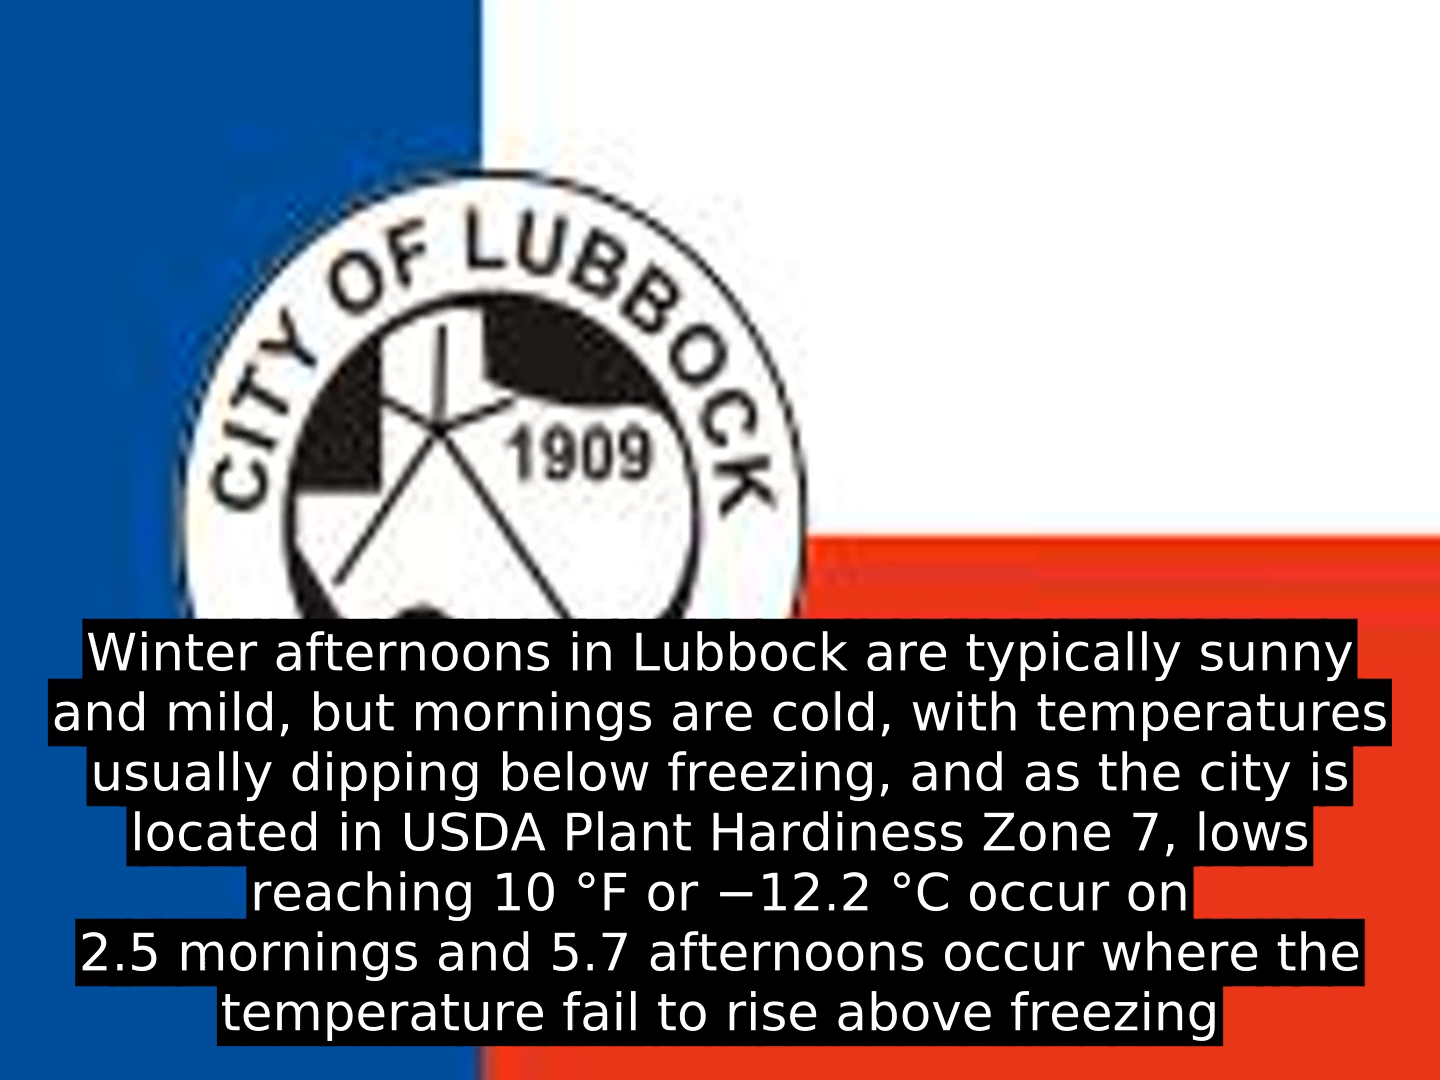 CITY OF LUBBOCK
1909
Winter afternoons in Lubbock are typically sunny
and mild, but mornings are cold, with temperatures
usually dipping below freezing, and as the city is
located in USDA Plant Hardiness Zone 7, lows
reaching 10 °F or −12.2 °C occur on
2.5 mornings and 5.7 afternoons occur where the
temperature fail to rise above freezing